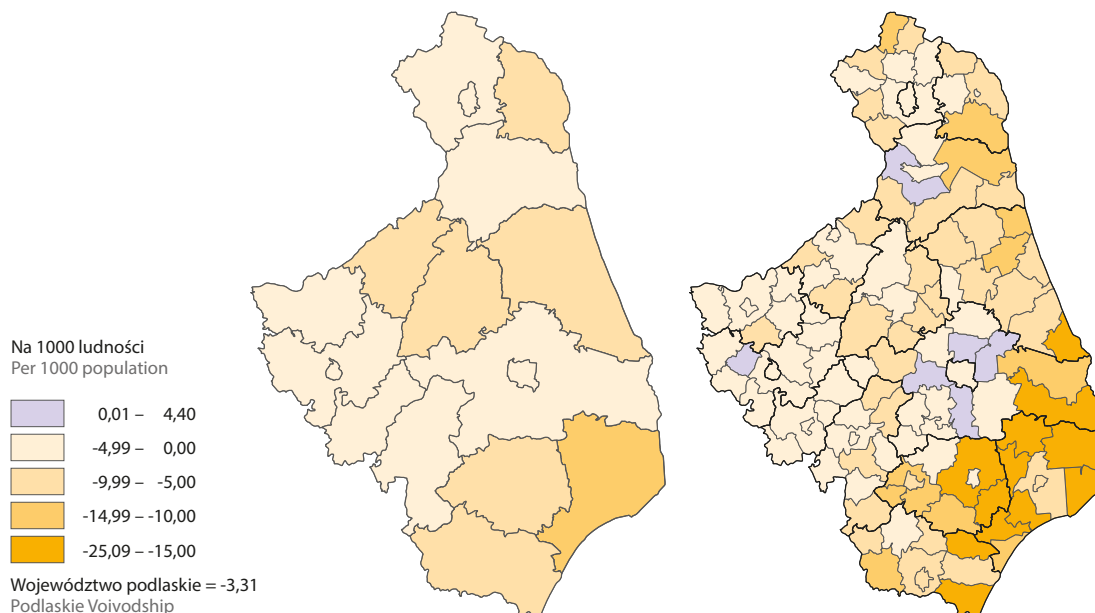 Na 1000 ludności
Per 1000 population
0,01 – 4,40
-4,99 – 0,00
-9,99 – -5,00
-14,99 – -10,00
-25,09 – -15,00
Województwo podlaskie = -3,31
Podlaskie Voivodship